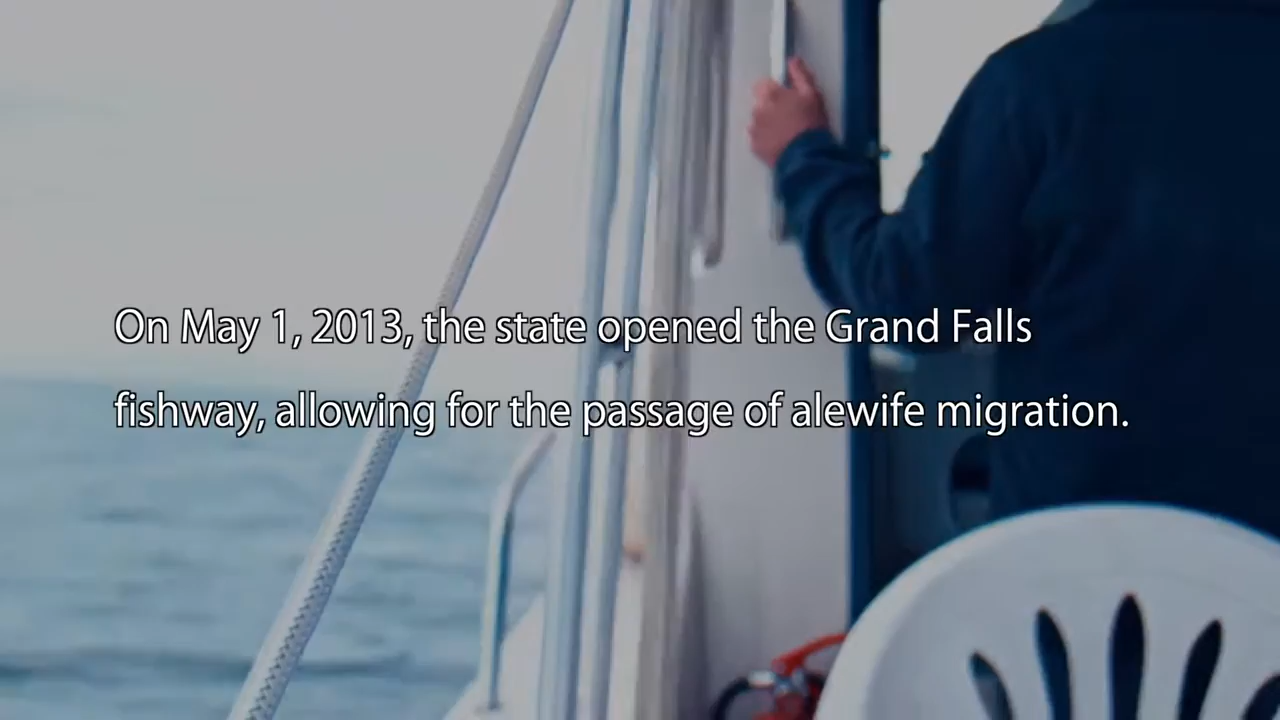 On May 1, 2013, the state opened the Grand Falls
fishway, allowing for the passage of alewife migration.